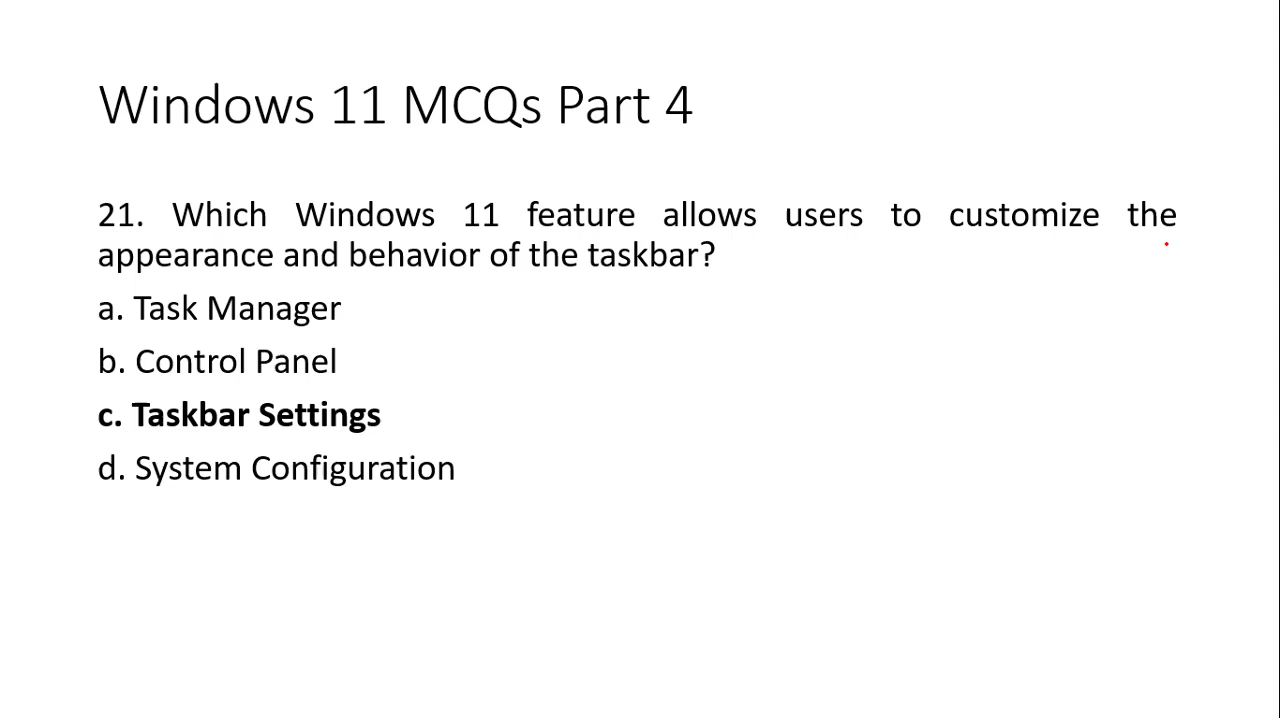 Windows 11 MCQs Part 4
21. Which Windows 11 feature allows users to customize the
appearance and behavior of the taskbar?
a. Task Manager
b. Control Panel
c. Taskbar Settings
d. System Configuration